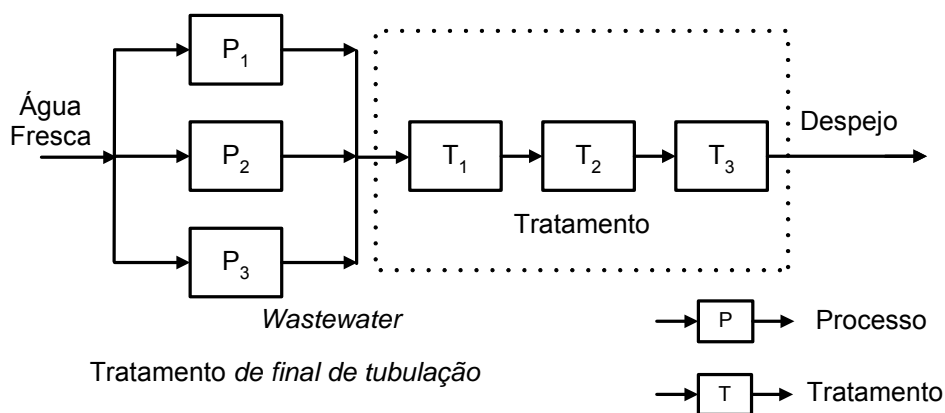 P1
Água
Fresca
P2
P3
T1
T2
T3
Despejo
Tratamento
Wastewater
Tratamento de final de tubulação
P
Processo
T
Tratamento